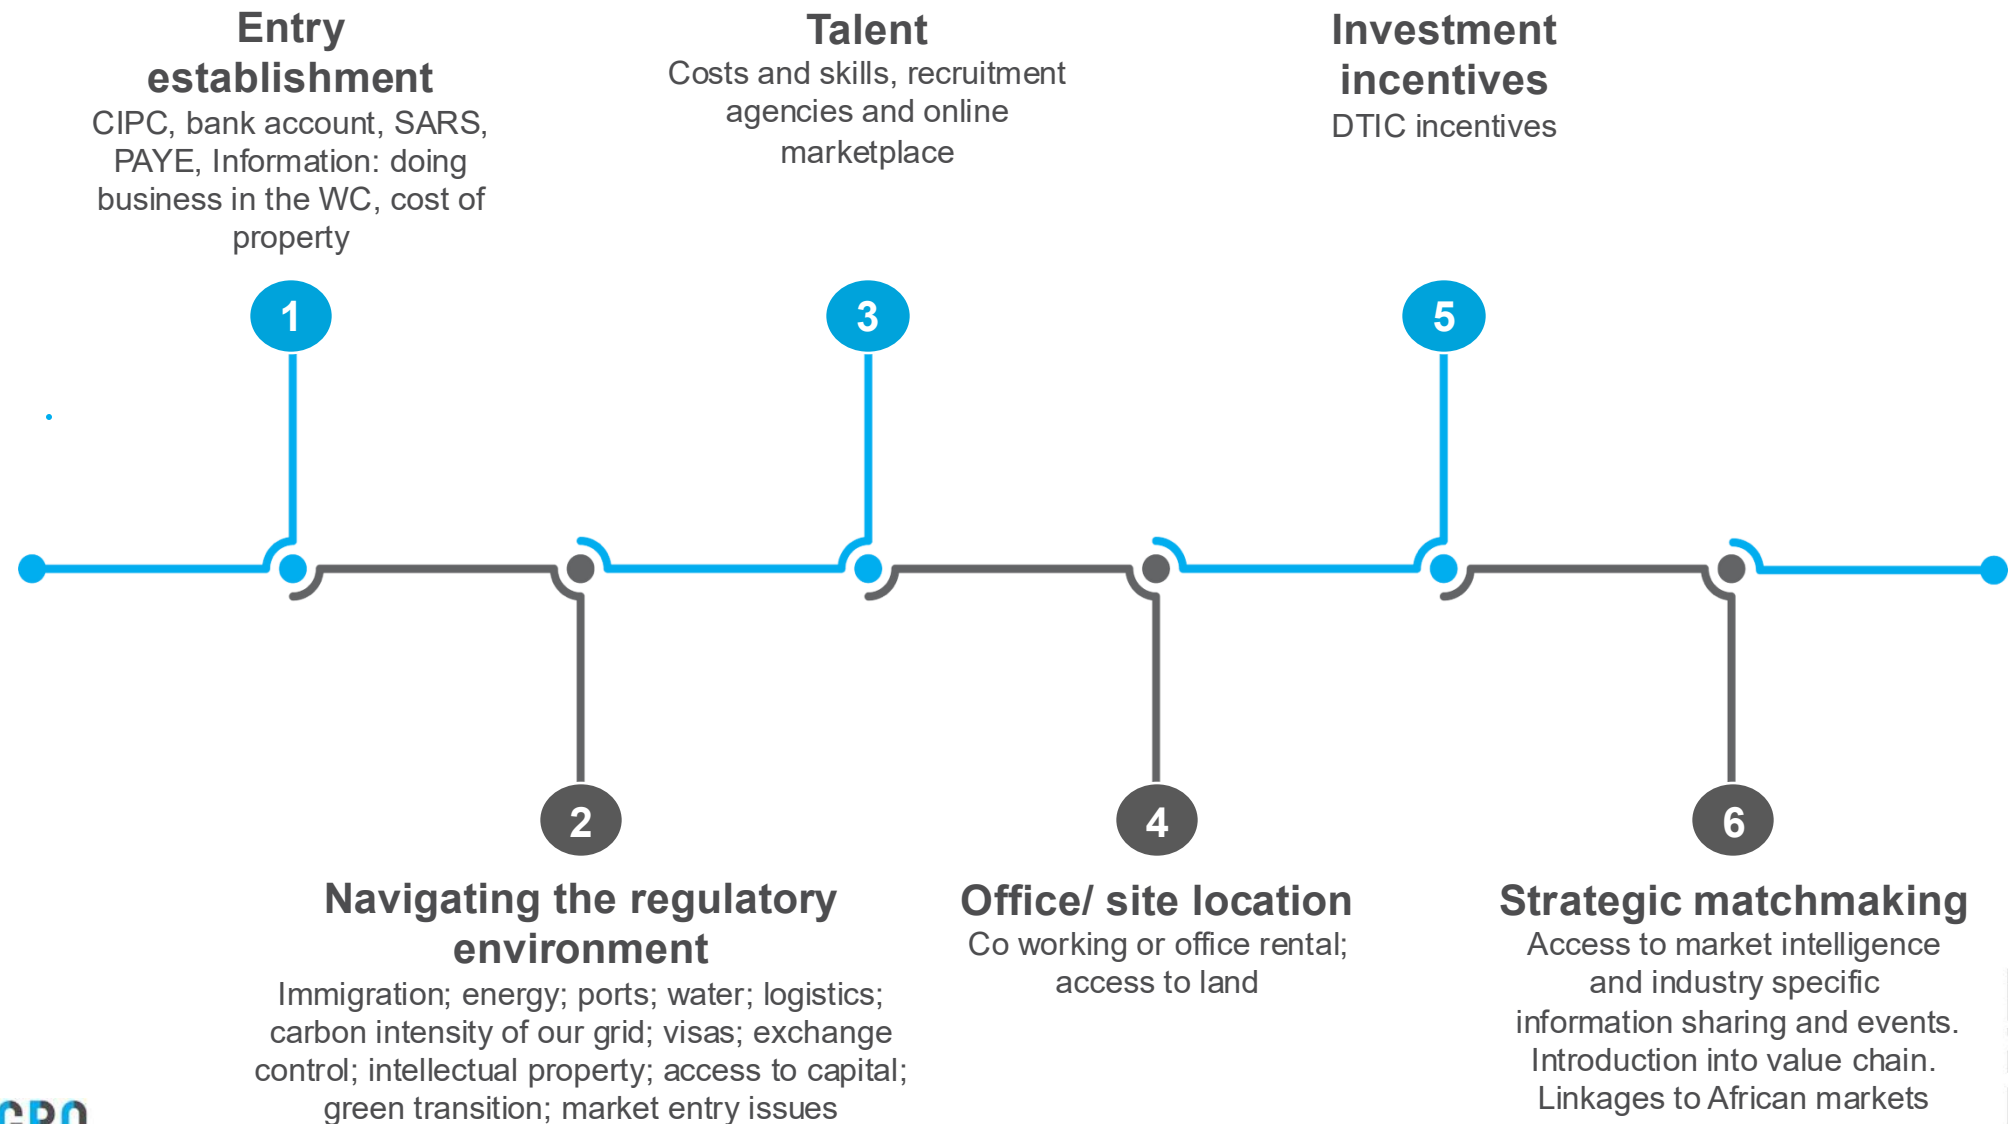 Entry
establishment
CIPC, bank account, SARS,
PAYE, Information: doing
business in the WC, cost of
property
1
Navigating the regulatory
environment
Immigration; energy; ports; water; logistics;
carbon intensity of our grid; visas; exchange
control; intellectual property; access to capital;
green transition; market entry issues
2
Talent
Costs and skills, recruitment
agencies and online
marketplace
3
Office/ site location
Co working or office rental;
access to land
4
Investment
incentives
DTIC incentives
5
Strategic matchmaking
Access to market intelligence
and industry specific
information sharing and events.
Introduction into value chain.
Linkages to African markets
6